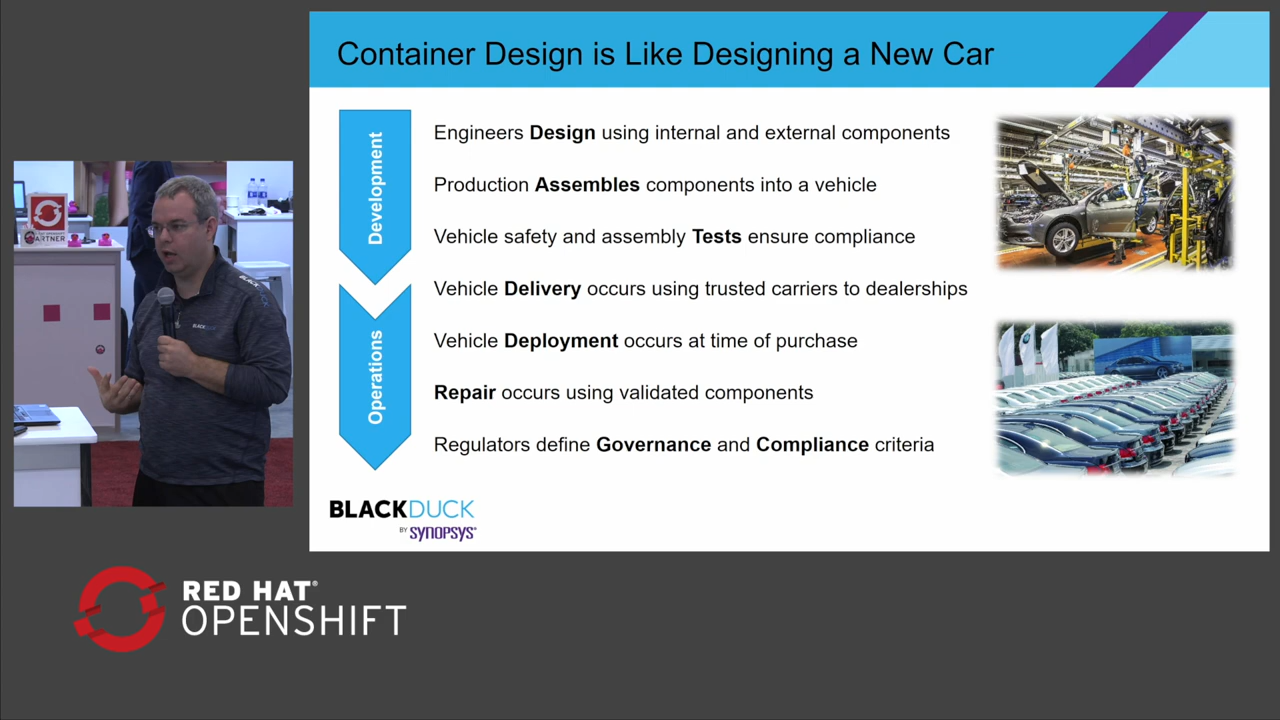 Container Design is Like Designing a New Car
Development
Engineers Design using internal and external components
Production Assembles components into a vehicle
Vehicle safety and assembly Tests ensure compliance
Vehicle Delivery occurs using trusted carriers to dealerships
Operations
Vehicle Deployment occurs at time of purchase
Repair occurs using validated components
Regulators define Governance and Compliance criteria
BLACKDUCK
BY SYNOPSYS®
PARTNER
BLACK
BLACKDUCK
RED HAT®
OPENSHIFT